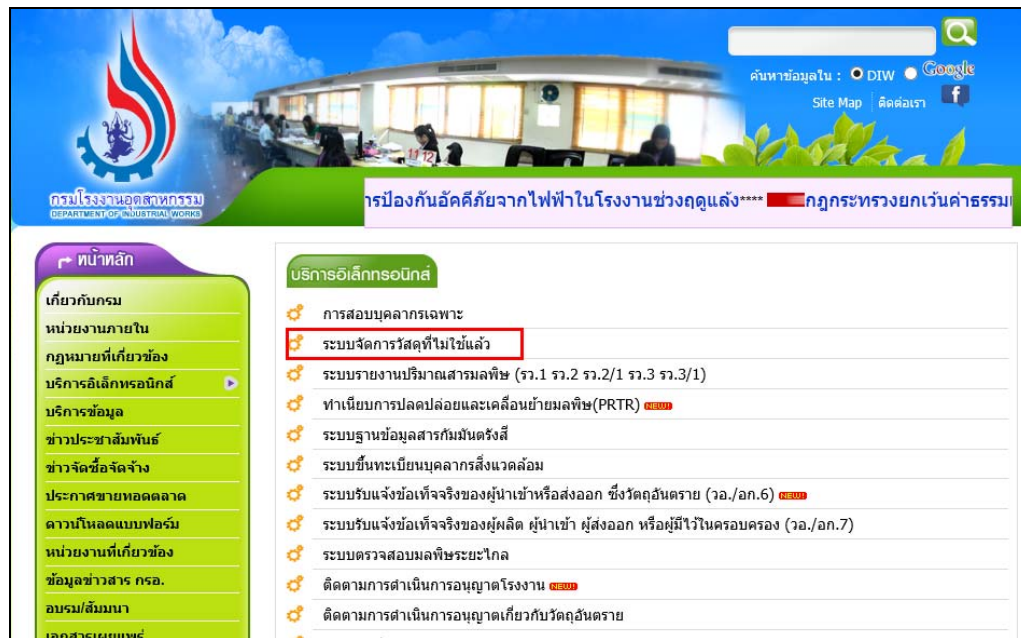 ค้นหาข้อมูลใน : DIW Google
Site Map ติดต่อเรา
กรมโรงงานอุตสาหกรรม
DEPARTMENT OF INDUSTRIAL WORKS
ารป้องกันอัคคีภัยจากไฟฟ้าในโรงงานช่วงฤดูแล้ง**** กฎกระทรวงยกเว้นค่าธรรม
หน้าหลัก
เกี่ยวกับกรม
หน่วยงานภายใน
กฎหมายที่เกี่ยวข้อง
บริการอิเล็กทรอนิกส์
บริการข้อมูล
ข่าวประชาสัมพันธ์
ข่าวจัดซื้อจัดจ้าง
ประกาศขายทอดตลาด
ดาวน์โหลดแบบฟอร์ม
หน่วยงานที่เกี่ยวข้อง
ข้อมูลข่าวสาร กรอ.
อบรม/สัมมนา
เอกสารเผยแพร่
บริการอิเล็กทรอนิกส์
การสอบบุคลากรเฉพาะ
ระบบจัดการวัสดุที่ไม่ใช้แล้ว
ระบบรายงานปริมาณสารมลพิษ (รว.1 รว.2 รว.2/1 รว.3 รว.3/1)
ทำเนียบการปลดปล่อยและเคลื่อนย้ายมลพิษ(PRTR) NEW!
ระบบฐานข้อมูลสารกัมมันตรังสี
ระบบขึ้นทะเบียนบุคลากรสิ่งแวดล้อม
ระบบรับแจ้งข้อเท็จจริงของผู้นำเข้าหรือส่งออก ซึ่งวัตถุอันตราย (วอ./อก.6) NEW!
ระบบรับแจ้งข้อเท็จจริงของผู้ผลิต ผู้นำเข้า ผู้ส่งออก หรือผู้มีไว้ในครอบครอง (วอ./อก.7)
ระบบตรวจสอบมลพิษระยะไกล
ติดตามการดำเนินการอนุญาตโรงงาน NEW!
ติดตามการดำเนินการอนุญาตเกี่ยวกับวัตถุอันตราย